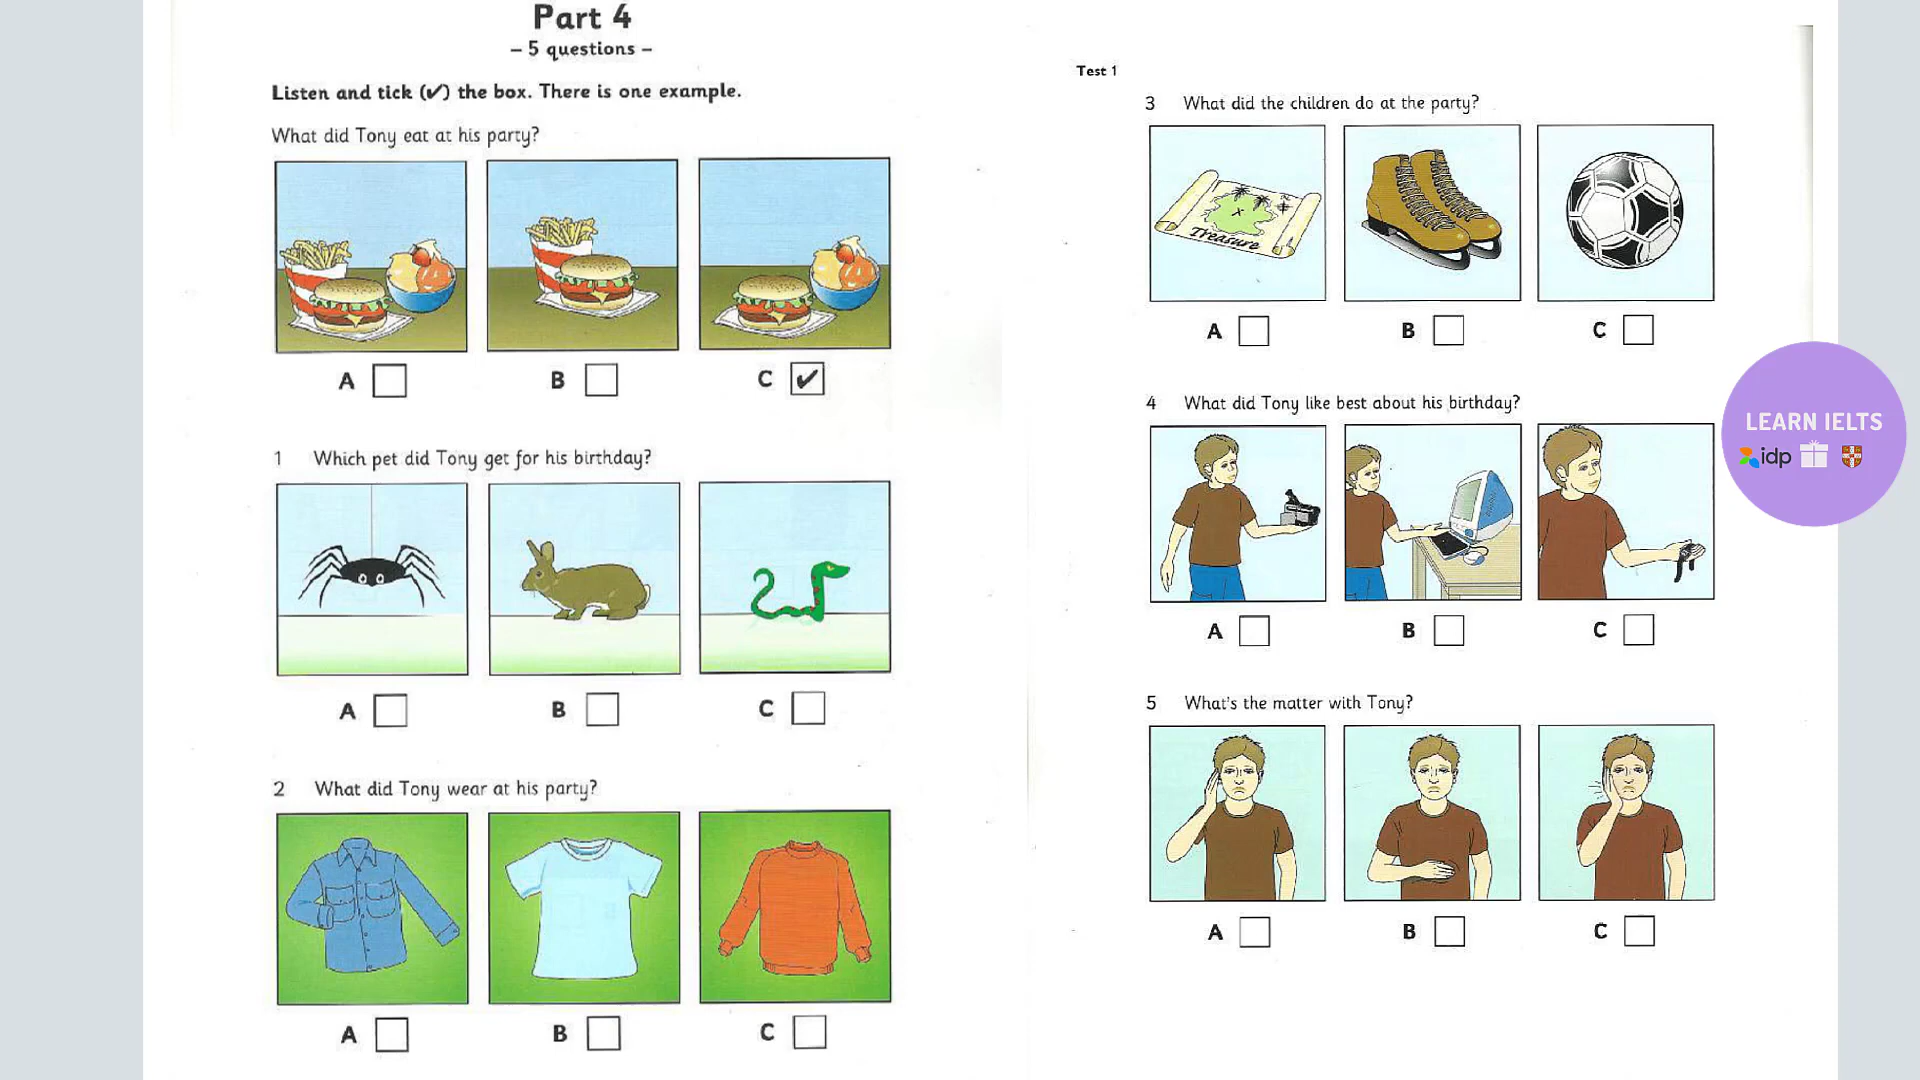 Part 4
– 5 questions –
Listen and tick (✔) the box. There is one example.
What did Tony eat at his party?
A
B
C ✔
1 Which pet did Tony get for his birthday?
A
B
C
2 What did Tony wear at his party?
A
B
C
Test 1
3 What did the children do at the party?
Treasure
A
B
C
4 What did Tony like best about his birthday?
A
B
C
5 What's the matter with Tony?
A
B
C
LEARN IELTS
idp